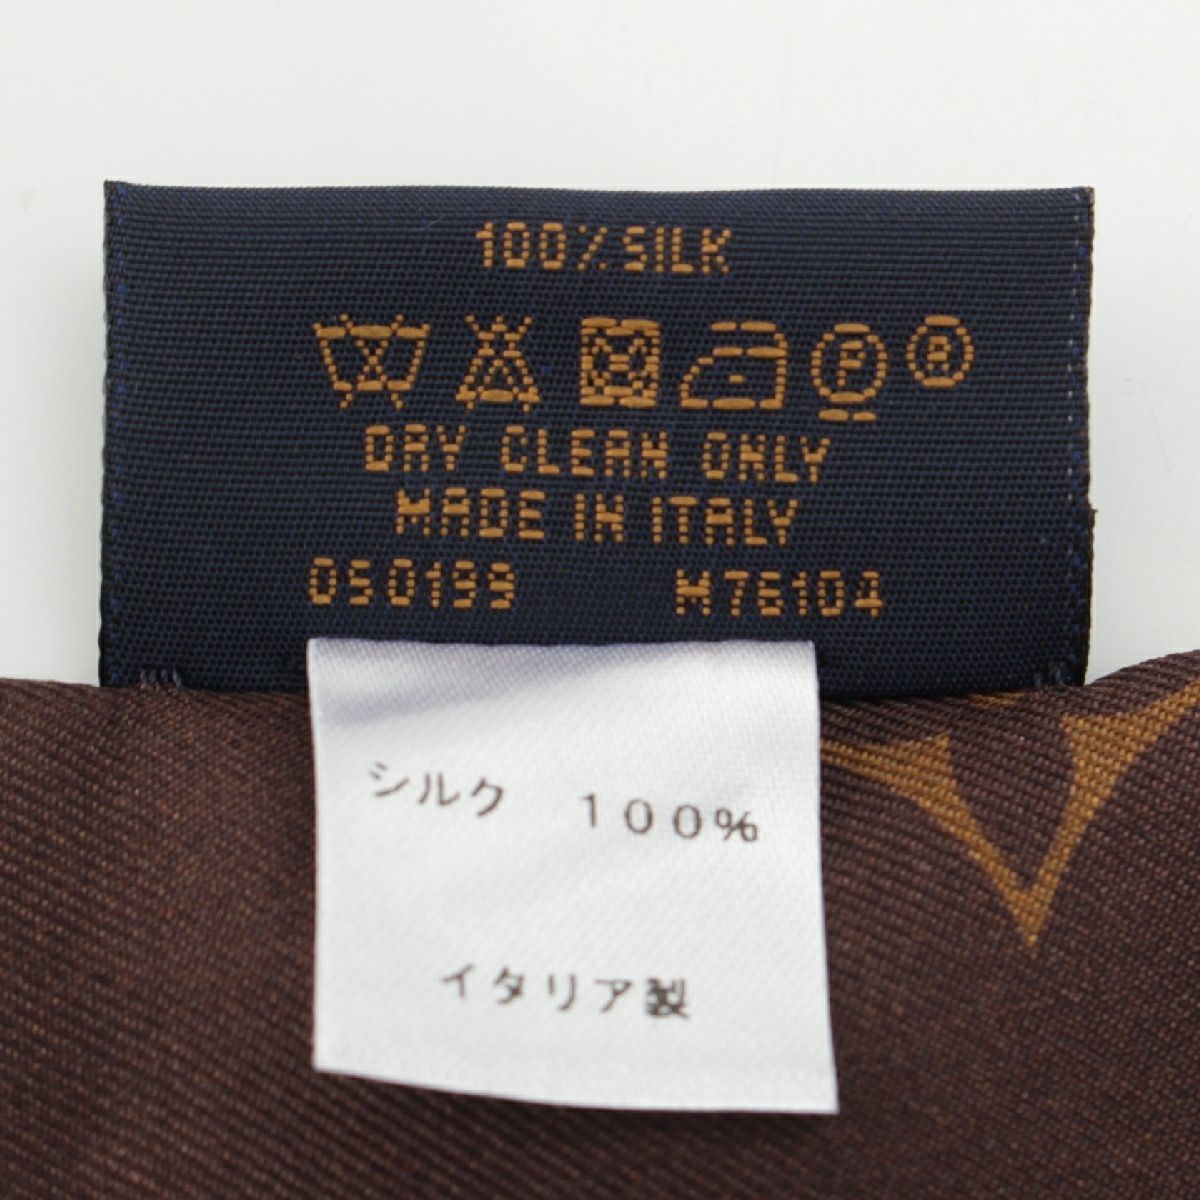 100%SILK
P R
DRY CLEAN ONLY
MADE IN ITALY
050199 M76104
シルク 100%
イタリア製